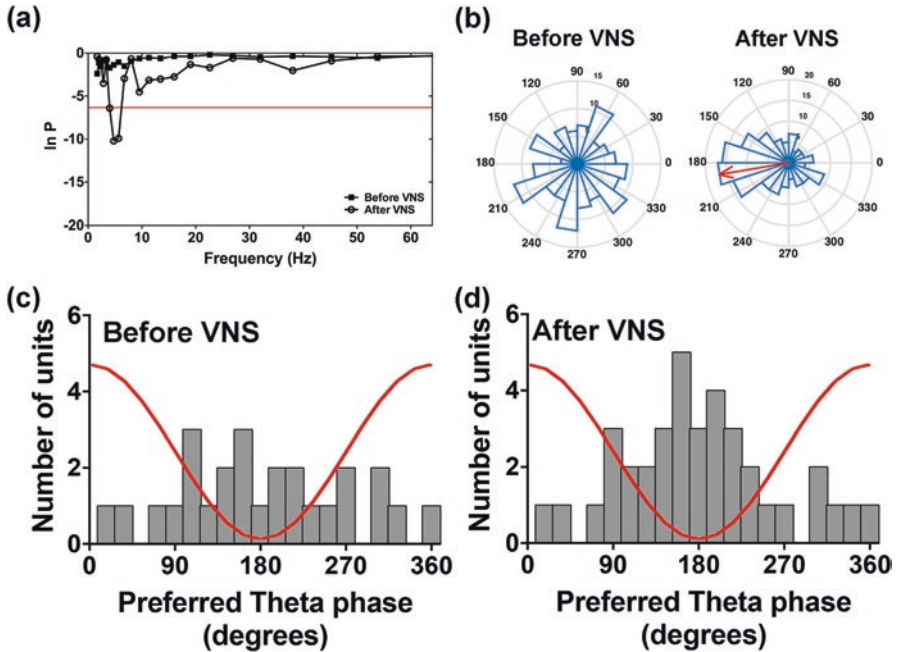 (a)
0
-5
-10
-15
-20
ln P
Before VNS
After VNS
0 10 20 30 40 50 60
Frequency (Hz)
(b)
Before VNS
90
120 60
15
10
150 30
180 0
210 330
240 300
270
After VNS
90
120 60
20
15
10
5
150 30
180 0
210 330
240 300
270
(c)
Before VNS
6
4
2
0
Number of units
0 90 180 270 360
Preferred Theta phase
(degrees)
(d)
After VNS
6
4
2
0
Number of units
0 90 180 270 360
Preferred Theta phase
(degrees)